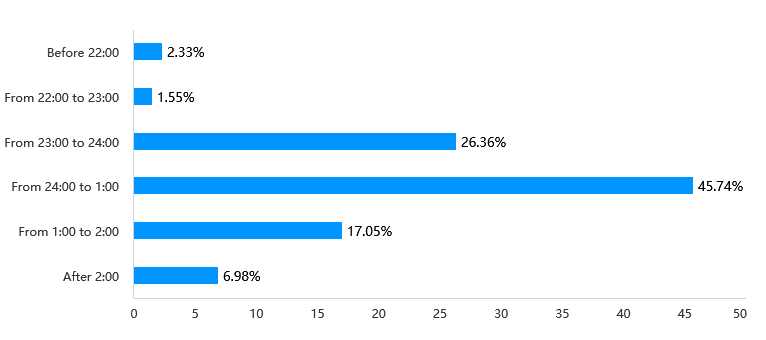 Before 22:00 2.33%
From 22:00 to 23:00 1.55%
From 23:00 to 24:00 26.36%
From 24:00 to 1:00 45.74%
From 1:00 to 2:00 17.05%
After 2:00 6.98%
0 5 10 15 20 25 30 35 40 45 50